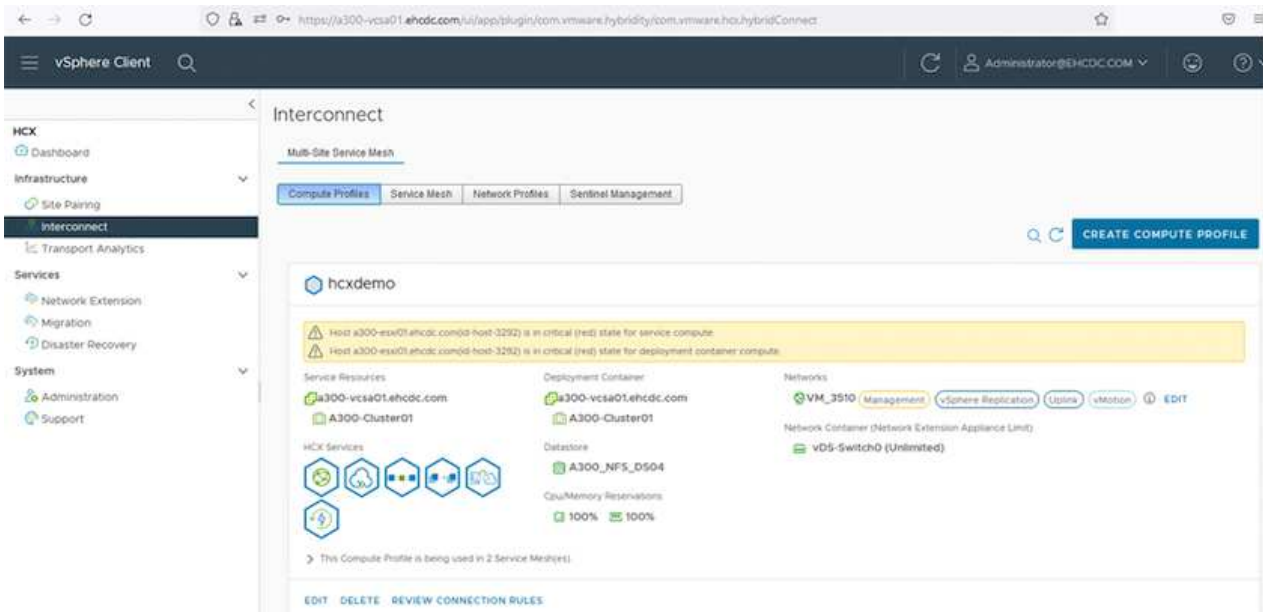 https://a300-vcsa01.ehcdc.com/ui/app/plugin/com.vmware.hybridity/com.vmware.hcx.hybridConnect
vSphere Client
Administrator@EHCDC.COM
Interconnect
HCX
Dashboard
Multi-Site Service Mesh
Infrastructure
Compute Profiles Service Mesh Network Profiles Sentinel Management
Site Pairing
Interconnect
CREATE COMPUTE PROFILE
Transport Analytics
Services
hcxdemo
Network Extension
Migration
Host a300-esxi01.ehcdc.com(id-host-3292) is in critical (red) state for service compute.
Disaster Recovery
Host a300-esxi01.ehcdc.com(id-host-3292) is in critical (red) state for deployment container compute.
System
Service Resources Deployment Container Networks
Administration
a300-vcsa01.ehcdc.com a300-vcsa01.ehcdc.com VM_3510 Management vSphere Replication Uplink vMotion EDIT
Support
A300-Cluster01 A300-Cluster01
Network Container (Network Extension Appliance Limit)
HCX Services Datastore vDS-Switch0 (Unlimited)
A300_NFS_DS04
Cpu/Memory Reservations
100% 100%
This Compute Profile is being used in 2 Service Mesh(es).
EDIT DELETE REVIEW CONNECTION RULES